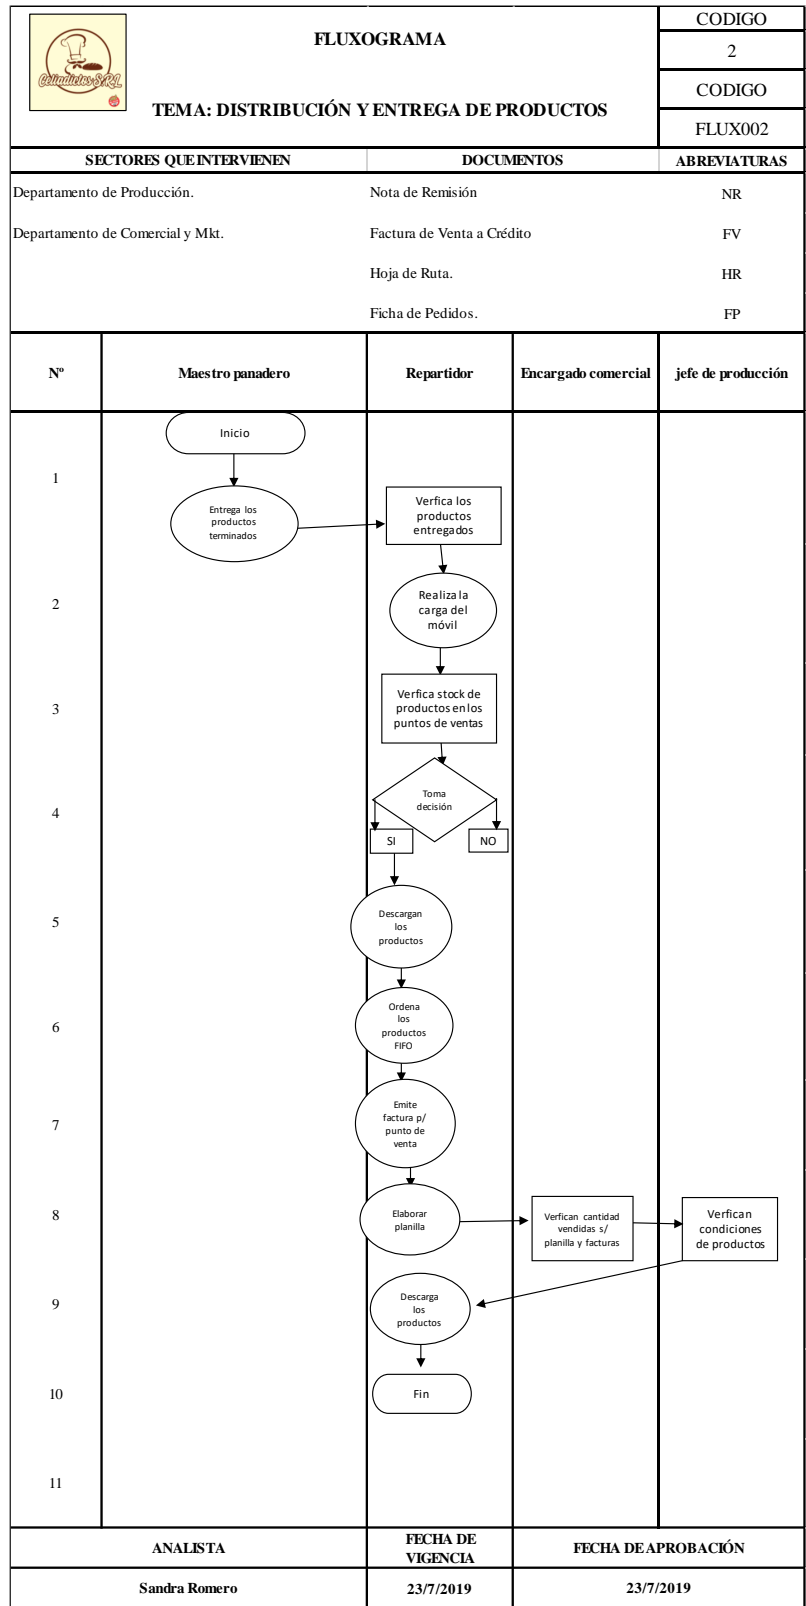 Celiadictos S.R.L
FLUXOGRAMA
TEMA: DISTRIBUCIÓN Y ENTREGA DE PRODUCTOS
CODIGO
2
CODIGO
FLUX002
SECTORES QUE INTERVIENEN
DOCUMENTOS
ABREVIATURAS
Departamento de Producción.
Nota de Remisión
NR
Departamento de Comercial y Mkt.
Factura de Venta a Crédito
FV
Hoja de Ruta.
HR
Ficha de Pedidos.
FP
Nº
Maestro panadero
Repartidor
Encargado comercial
jefe de producción
Inicio
1
Entrega los
productos
terminados
Verfica los
productos
entregados
2
Realiza la
carga del
móvil
3
Verfica stock de
productos en los
puntos de ventas
4
Toma
decisión
SI
NO
5
Descargan
los
productos
6
Ordena
los
productos
FIFO
7
Emite
factura p/
punto de
venta
8
Elaborar
planilla
Verfican cantidad
vendidas s/
planilla y facturas
Verfican
condiciones
de productos
9
Descarga
los
productos
10
Fin
11
ANALISTA
FECHA DE
VIGENCIA
FECHA DE APROBACIÓN
Sandra Romero
23/7/2019
23/7/2019